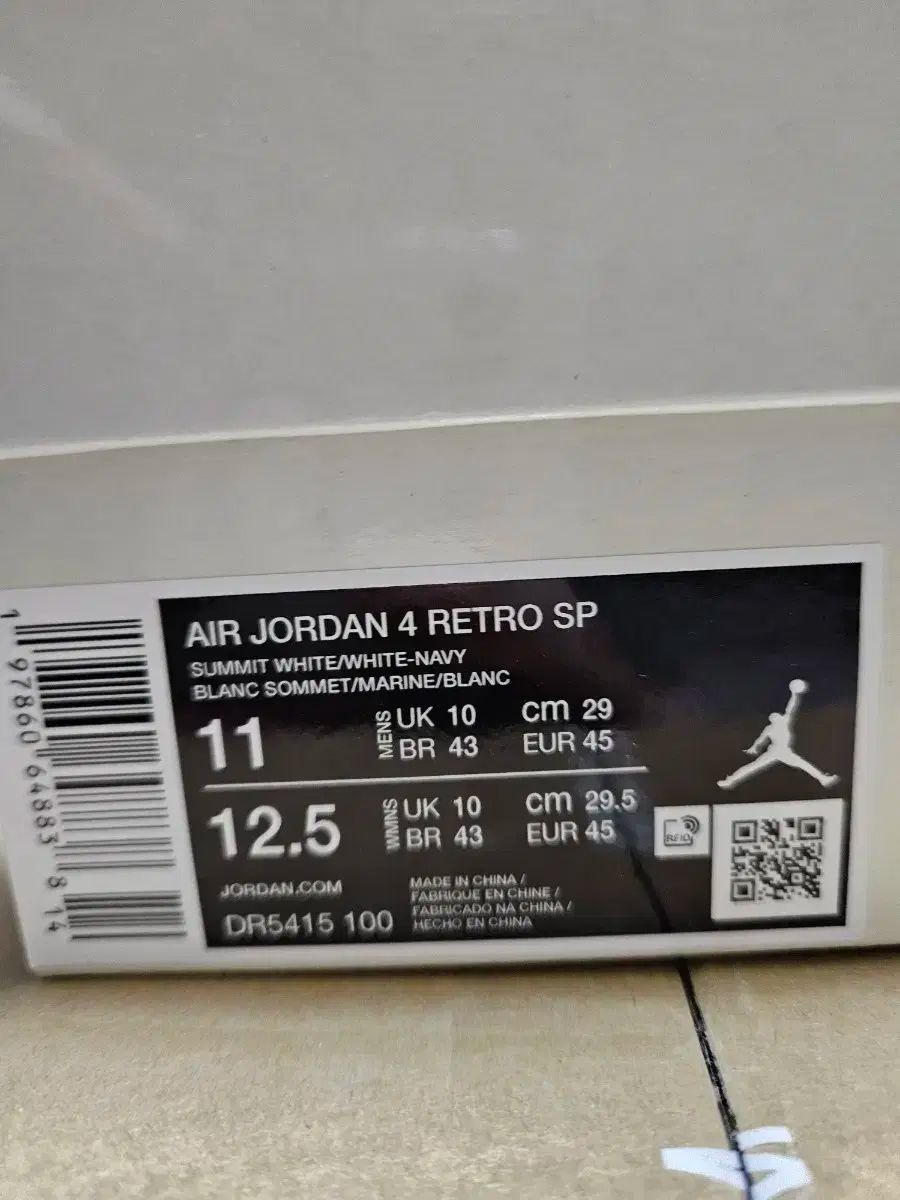 AIR JORDAN 4 RETRO SP
SUMMIT WHITE/WHITE-NAVY
BLANC SOMMET/MARINE/BLANC
11 MENS UK 10 cm 29
BR 43 EUR 45
12.5 WMNS UK 10 cm 29.5
BR 43 EUR 45
RFID
JORDAN.COM
DR5415 100
MADE IN CHINA /
FABRIQUE EN CHINE /
FABRICADO NA CHINA /
HECHO EN CHINA
1 97860 64883 8 14